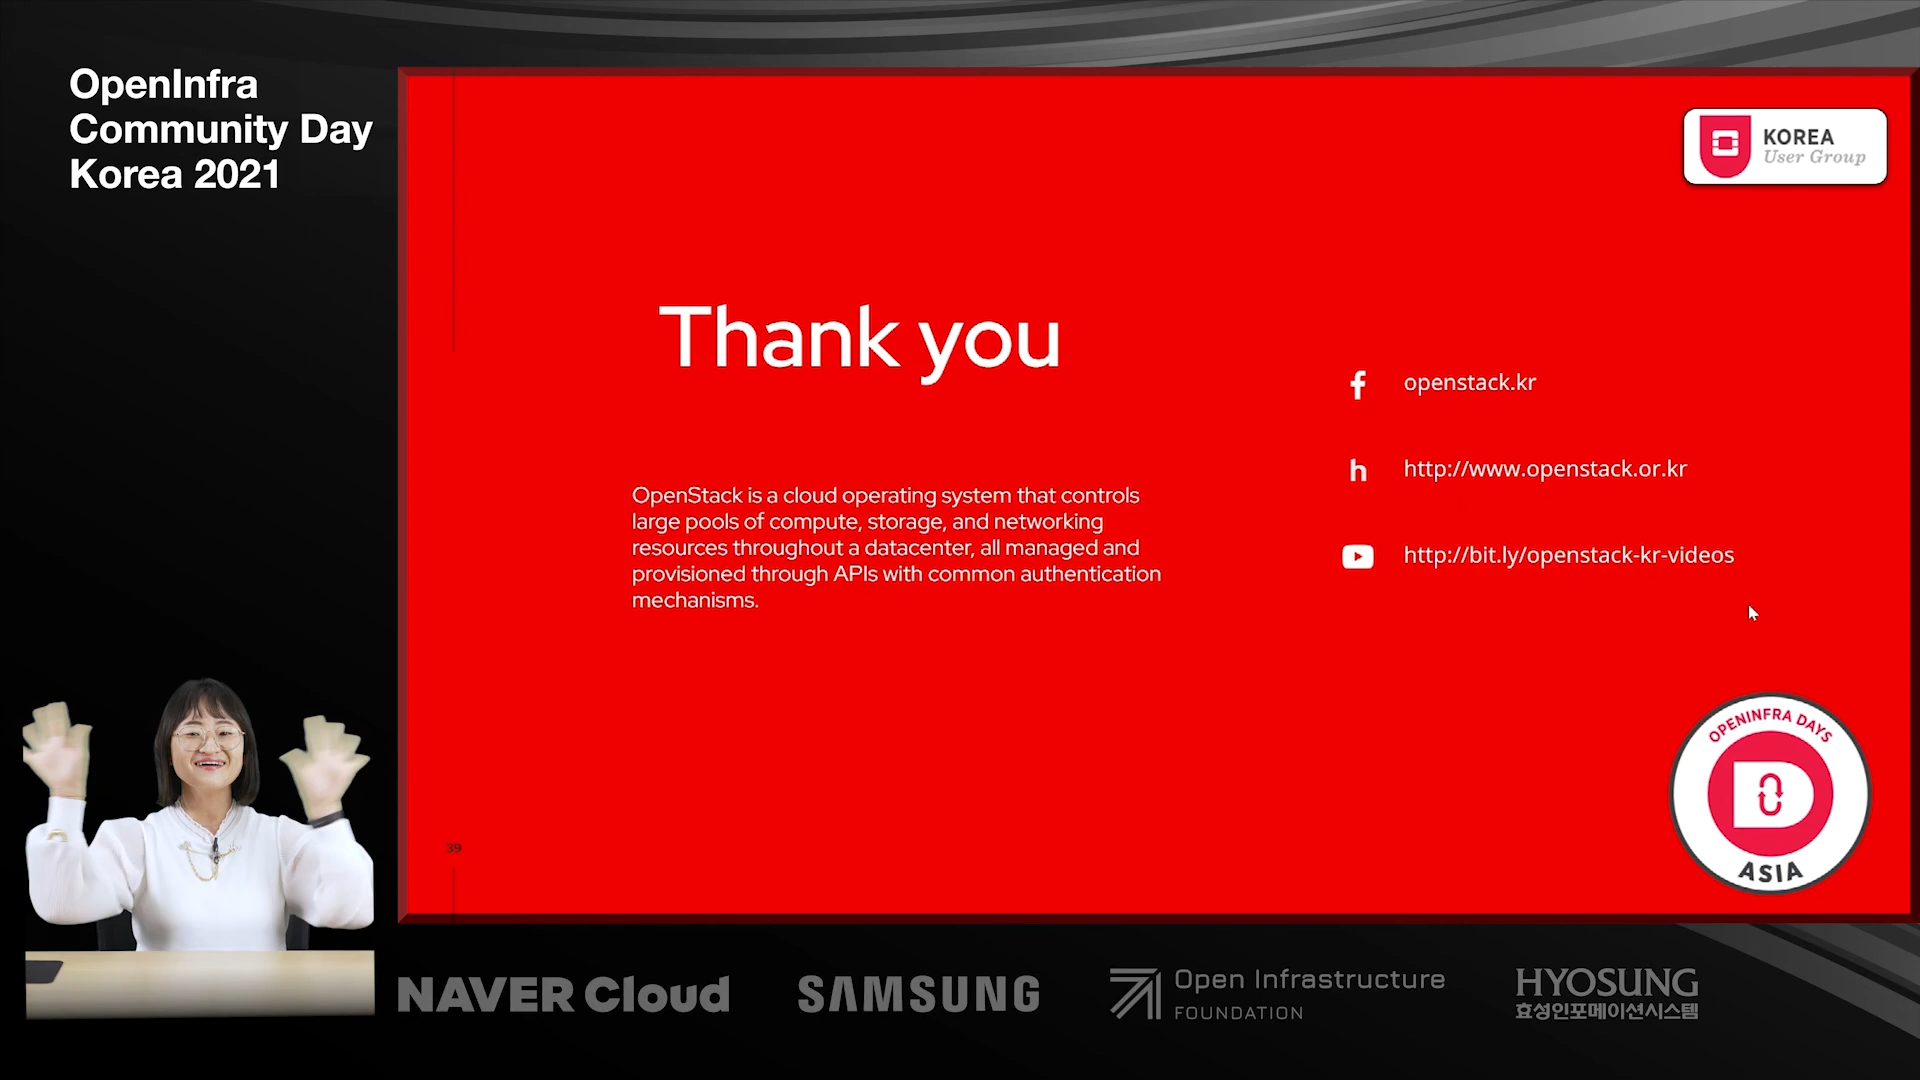 OpenInfra
Community Day
Korea 2021
KOREA
User Group
Thank you
OpenStack is a cloud operating system that controls
large pools of compute, storage, and networking
resources throughout a datacenter, all managed and
provisioned through APIs with common authentication
mechanisms.
openstack.kr
h http://www.openstack.or.kr
http://bit.ly/openstack-kr-videos
OPENINFRA DAYS
D
ASIA
39
NAVER Cloud
SAMSUNG
Open Infrastructure
FOUNDATION
HYOSUNG
효성인포메이션시스템